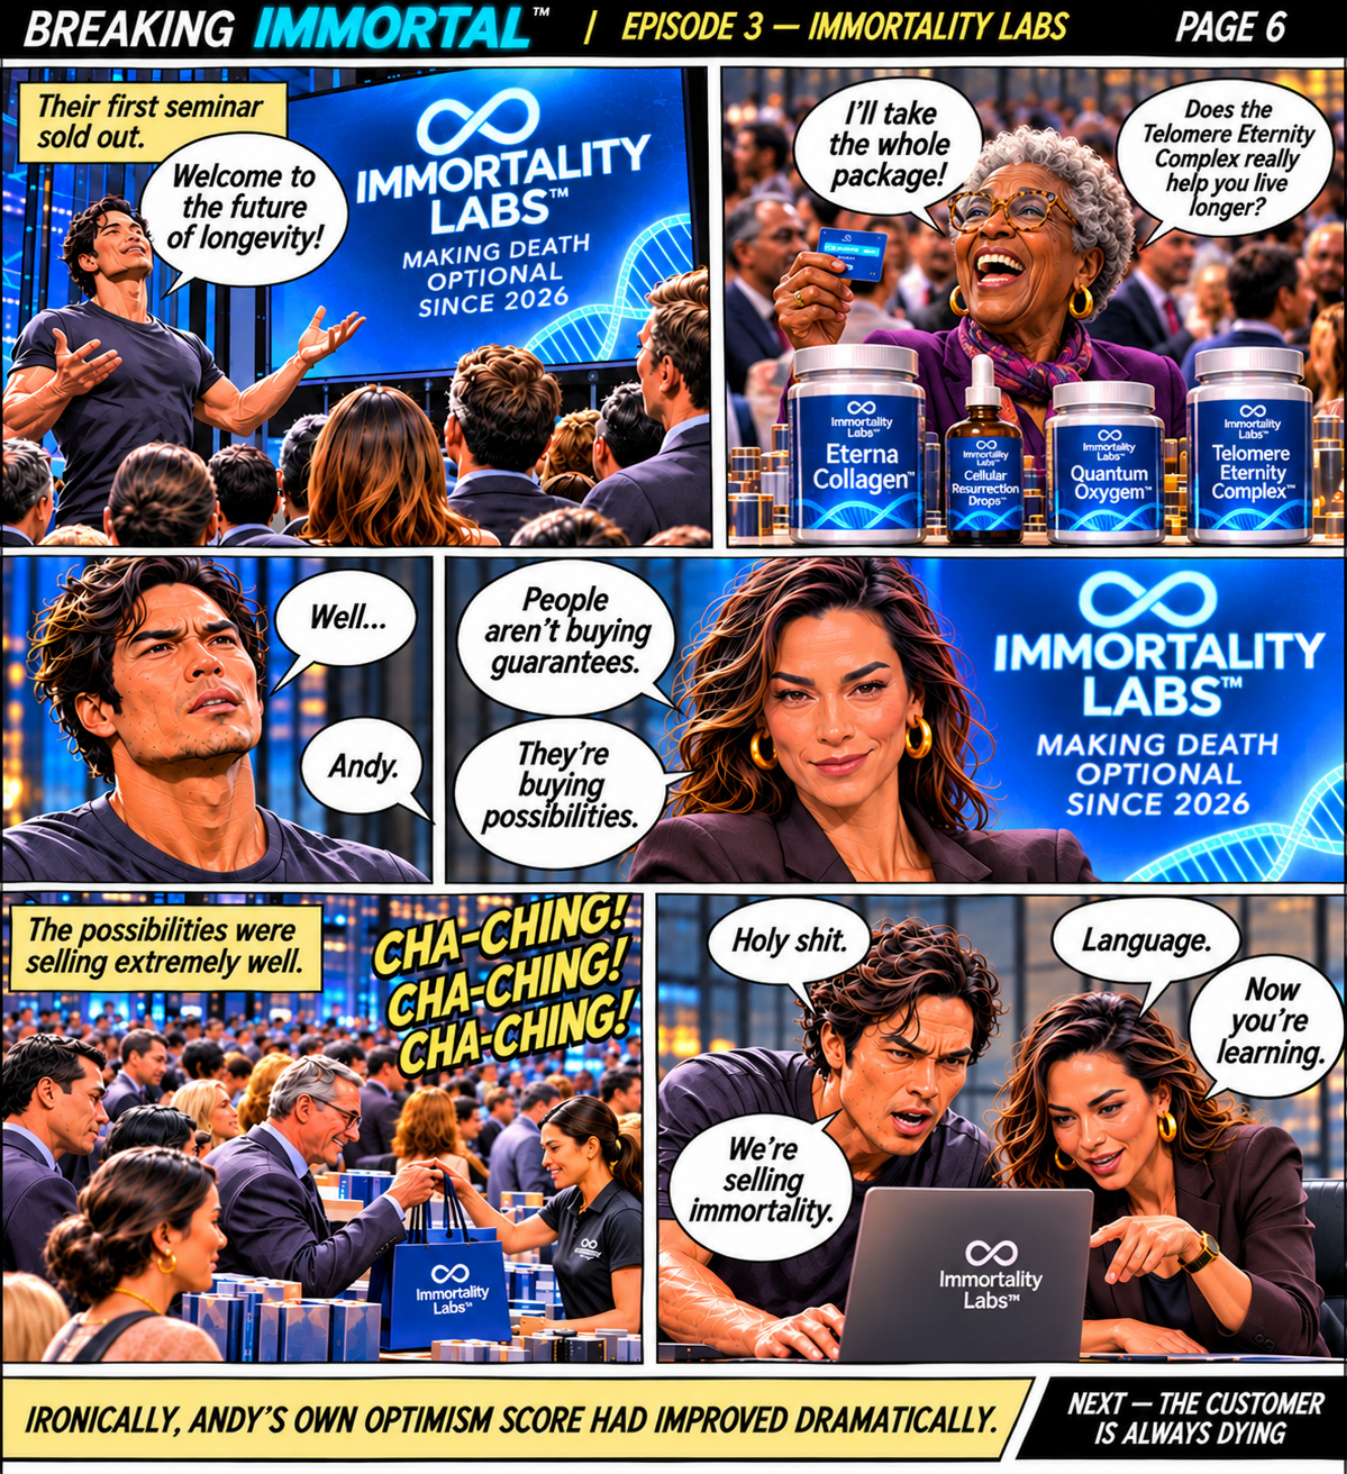 BREAKING IMMORTAL™ | EPISODE 3 — IMMORTALITY LABS PAGE 6
Their first seminar
sold out.
Welcome to
the future
of longevity!
IMMORTALITY
LABS™
MAKING DEATH
OPTIONAL
SINCE 2026
I'll take
the whole
package!
Does the
Telomere Eternity
Complex really
help you live
longer?
Immortality
Labs™
Eterna
Collagen™
Immortality
Labs™
Cellular
Resurrection
Drops™
Immortality
Labs™
Quantum
Oxygem™
Immortality
Labs™
Telomere
Eternity
Complex™
Well...
Andy.
People
aren't buying
guarantees.
They're
buying
possibilities.
IMMORTALITY
LABS™
MAKING DEATH
OPTIONAL
SINCE 2026
The possibilities were
selling extremely well.
CHA-CHING!
CHA-CHING!
CHA-CHING!
Immortality
Labs™
Holy shit.
Language.
Now
you're
learning.
We're
selling
immortality.
Immortality
Labs™
IRONICALLY, ANDY'S OWN OPTIMISM SCORE HAD IMPROVED DRAMATICALLY.
NEXT — THE CUSTOMER
IS ALWAYS DYING